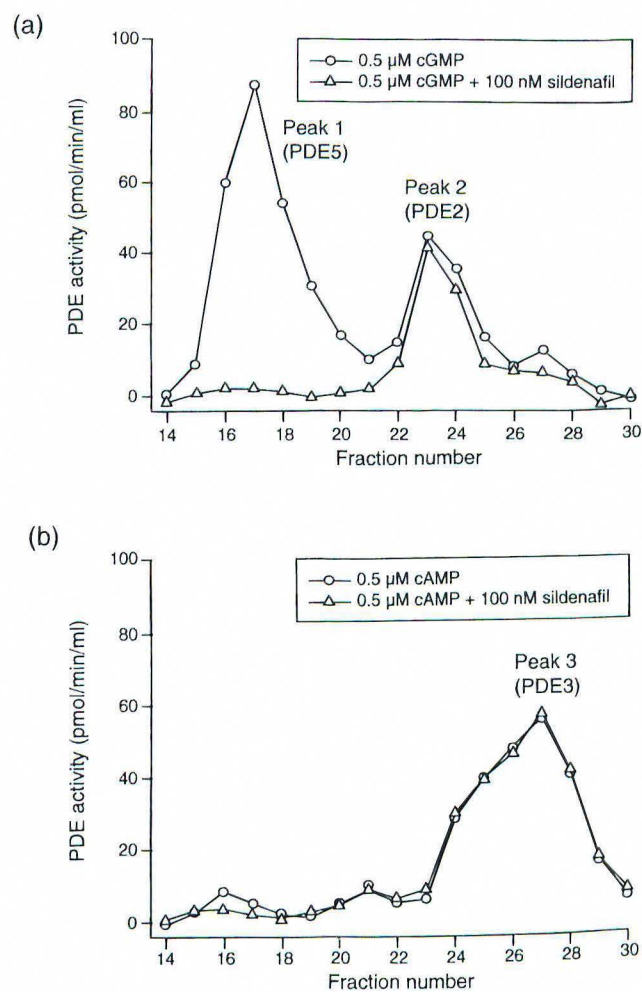 (a)
100
80
60
40
20
0
PDE activity (pmol/min/ml)
0.5 µM cGMP
0.5 µM cGMP + 100 nM sildenafil
Peak 1
(PDE5)
Peak 2
(PDE2)
14 16 18 20 22 24 26 28 30
Fraction number
(b)
100
80
60
40
20
0
PDE activity (pmol/min/ml)
0.5 µM cAMP
0.5 µM cAMP + 100 nM sildenafil
Peak 3
(PDE3)
14 16 18 20 22 24 26 28 30
Fraction number